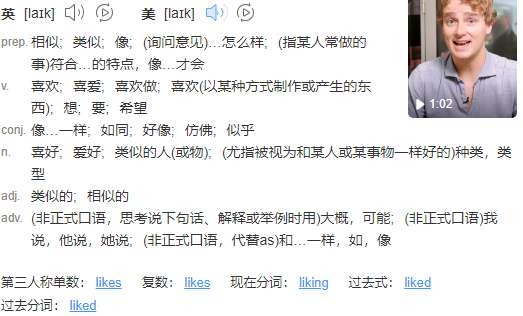 英 [laɪk] 美 [laɪk]
prep. 相似; 类似; 像; (询问意见)…怎么样; (指某人常做的
事)符合…的特点，像…才会
1:02
v. 喜欢; 喜爱; 喜欢做; 喜欢(以某种方式制作或产生的东
西); 想; 要; 希望
conj. 像…一样; 如同; 好像; 仿佛; 似乎
n. 喜好; 爱好; 类似的人(或物); (尤指被视为和某人或某事物一样好的)种类，类
型
adj. 类似的; 相似的
adv. (非正式口语，思考说下句话、解释或举例时用)大概，可能; (非正式口语)我
说，他说，她说; (非正式口语，代替as)和…一样，如，像
第三人称单数: likes 复数: likes 现在分词: liking 过去式: liked
过去分词: liked